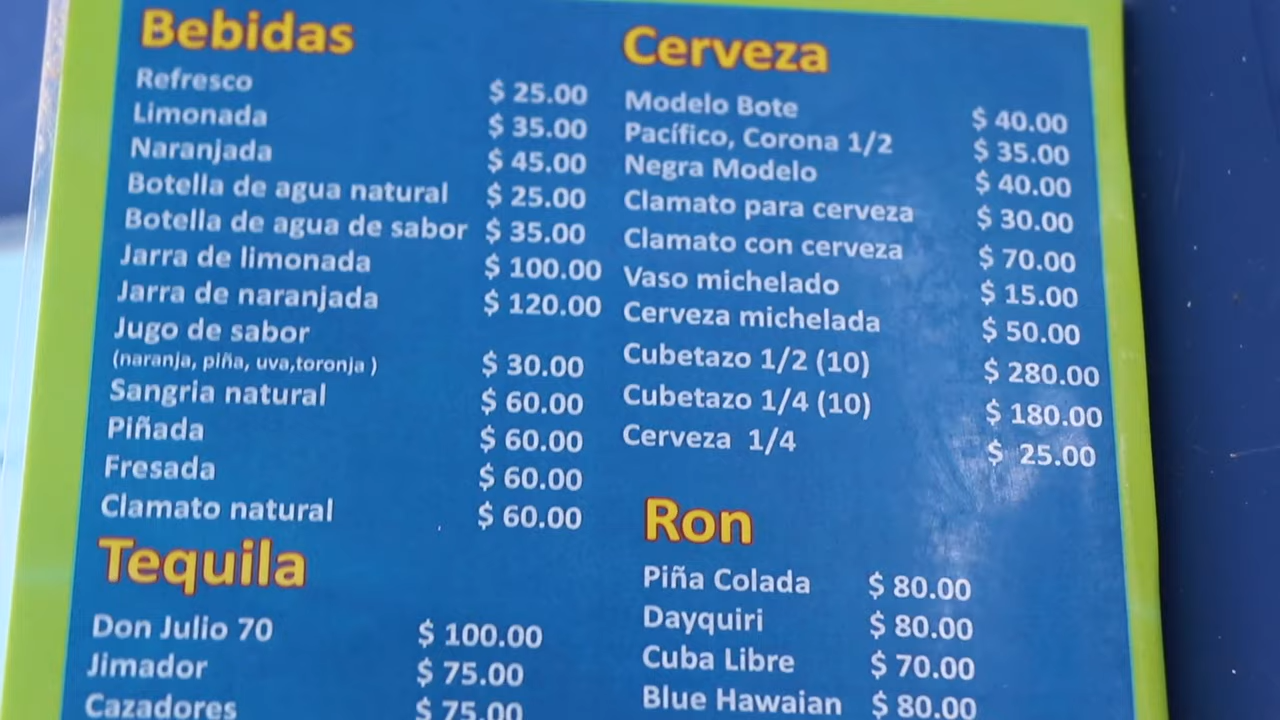 Bebidas
Refresco $ 25.00
Limonada $ 35.00
Naranjada $ 45.00
Botella de agua natural $ 25.00
Botella de agua de sabor $ 35.00
Jarra de limonada $ 100.00
Jarra de naranjada $ 120.00
Jugo de sabor
(naranja, piña, uva,toronja ) $ 30.00
Sangria natural $ 60.00
Piñada $ 60.00
Fresada $ 60.00
Clamato natural $ 60.00
Tequila
Don Julio 70 $ 100.00
Jimador $ 75.00
Cazadores $ 75.00
Cerveza
Modelo Bote $ 40.00
Pacífico, Corona 1/2 $ 35.00
Negra Modelo $ 40.00
Clamato para cerveza $ 30.00
Clamato con cerveza $ 70.00
Vaso michelado $ 15.00
Cerveza michelada $ 50.00
Cubetazo 1/2 (10) $ 280.00
Cubetazo 1/4 (10) $ 180.00
Cerveza 1/4 $ 25.00
Ron
Piña Colada $ 80.00
Dayquiri $ 80.00
Cuba Libre $ 70.00
Blue Hawaian $ 80.00